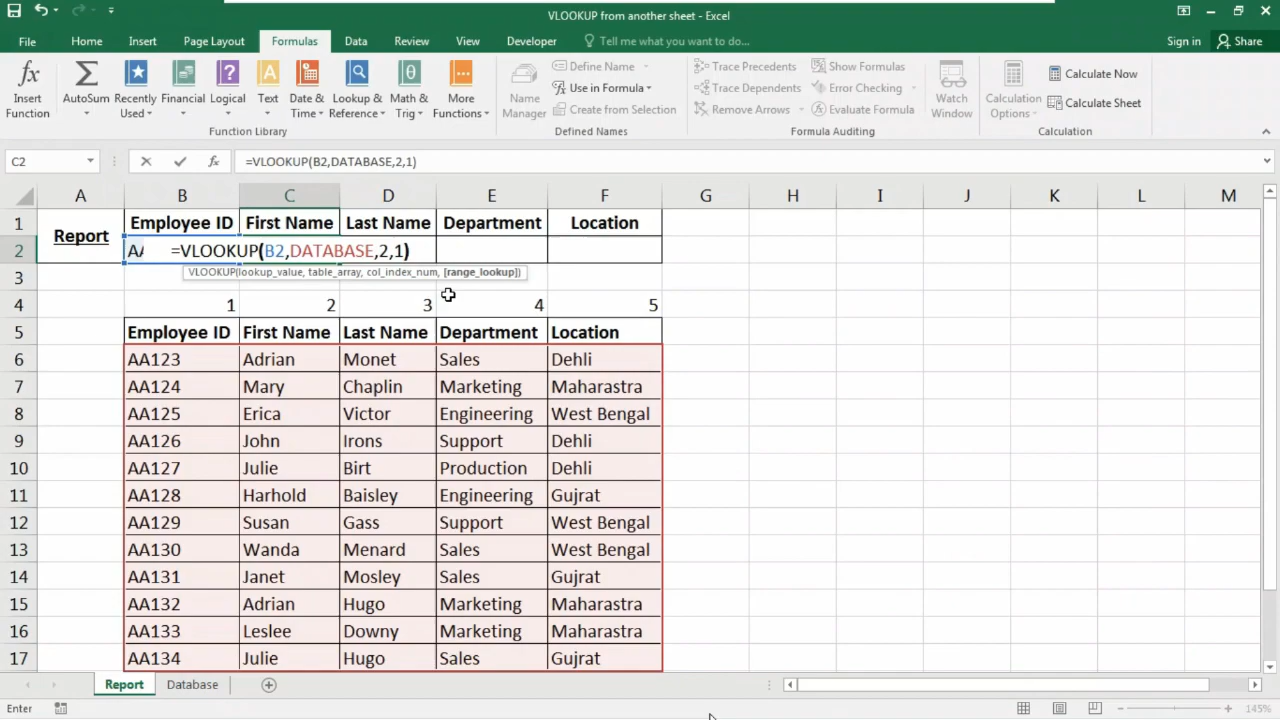 VLOOKUP from another sheet - Excel
File Home Insert Page Layout Formulas Data Review View Developer Tell me what you want to do... Sign in Share
Insert Function
AutoSum
Recently Used
Financial
Logical
Text
Date & Time
Lookup & Reference
Math & Trig
More Functions
Function Library
Name Manager
Define Name
Use in Formula
Create from Selection
Defined Names
Trace Precedents
Trace Dependents
Remove Arrows
Show Formulas
Error Checking
Evaluate Formula
Formula Auditing
Watch Window
Calculation Options
Calculate Now
Calculate Sheet
Calculation
C2 fx =VLOOKUP(B2,DATABASE,2,1)
A B C D E F G H I J K L M
1 Employee ID First Name Last Name Department Location
Report
2 AA =VLOOKUP(B2,DATABASE,2,1)
VLOOKUP(lookup_value, table_array, col_index_num, [range_lookup])
3
4 1 2 3 4 5
5 Employee ID First Name Last Name Department Location
6 AA123 Adrian Monet Sales Dehli
7 AA124 Mary Chaplin Marketing Maharastra
8 AA125 Erica Victor Engineering West Bengal
9 AA126 John Irons Support Dehli
10 AA127 Julie Birt Production Dehli
11 AA128 Harhold Baisley Engineering Gujrat
12 AA129 Susan Gass Support West Bengal
13 AA130 Wanda Menard Sales West Bengal
14 AA131 Janet Mosley Sales Gujrat
15 AA132 Adrian Hugo Marketing Maharastra
16 AA133 Leslee Downy Marketing Maharastra
17 AA134 Julie Hugo Sales Gujrat
Report Database
Enter 145%